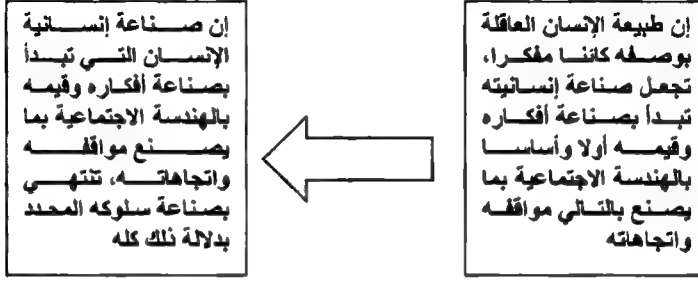 إن طبيعة الإنسان العاقلة
بوصفه كائنا مفكرا،
تجعل صناعة إنسانيته
تبدأ بصناعة أفكاره
وقيمه أولا وأساسا
بالهندسة الاجتماعية بما
يصنع بالتالي مواقفه
واتجاهاته
إن صناعة إنسانية
الإنسان التي تبدأ
بصناعة أفكاره وقيمه
بالهندسة الاجتماعية بما
يصنع مواقفه
واتجاهاته، تنتهي
بصناعة سلوكه المحدد
بدلالة ذلك كله